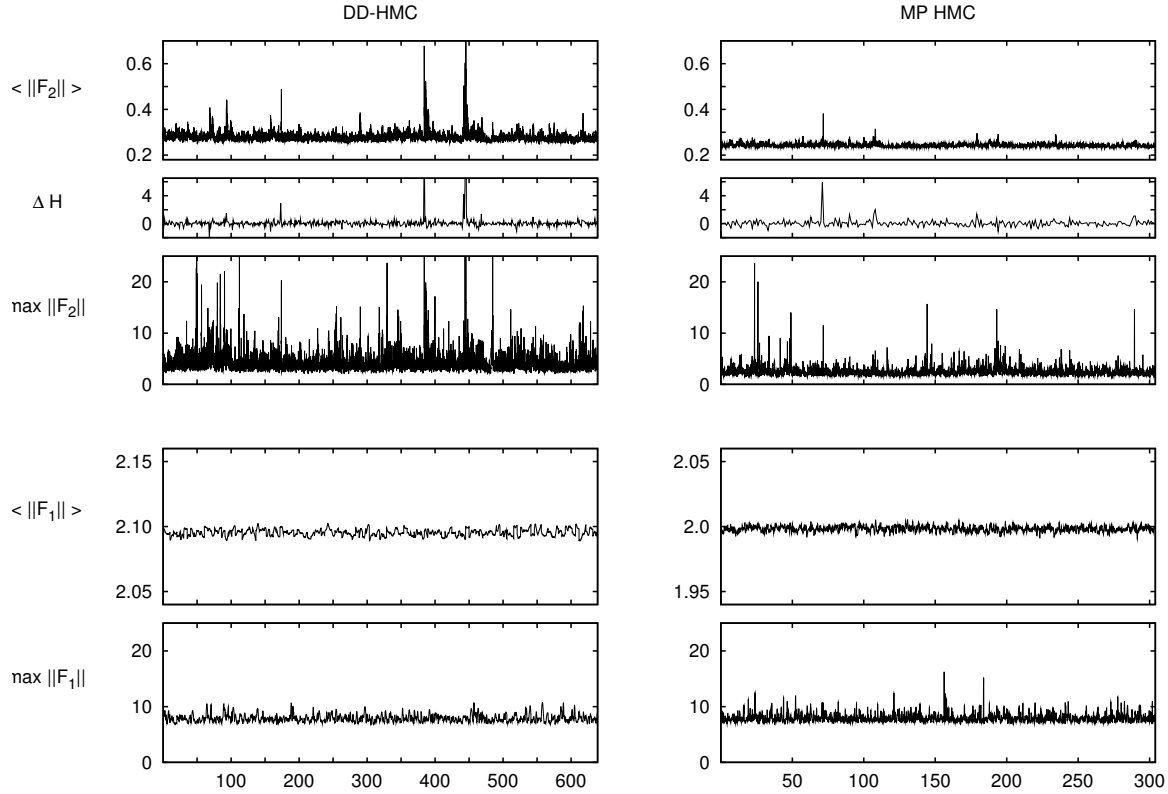 DD-HMC MP HMC
< ||F2|| >
0.6 0.6
0.4 0.4
0.2 0.2
Δ H
4 4
0 0
max ||F2||
20 20
10 10
0 0
< ||F1|| >
2.15 2.05
2.10 2.0
2.05 1.95
max ||F1||
20 20
10 10
0 0
100 200 300 400 500 600 50 100 150 200 250 300